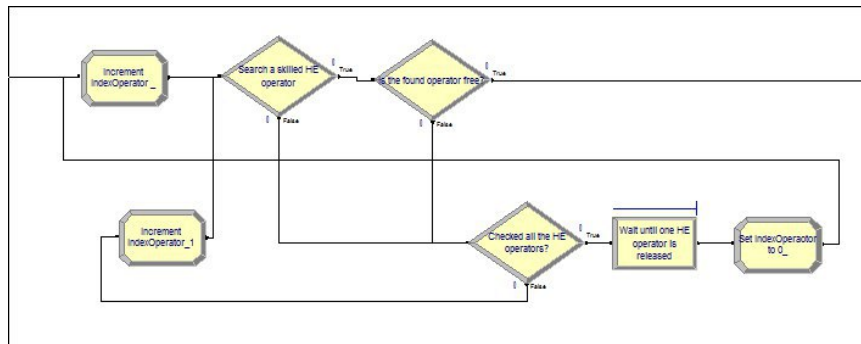 Increment
IndexOperator _
Search a skilled HE
operator
True
False
Is the found operator free?
True
False
Increment
IndexOperator_1
Checked all the HE
operators?
True
False
Wait until one HE
operator is
released
Set IndexOperaotor
to 0_